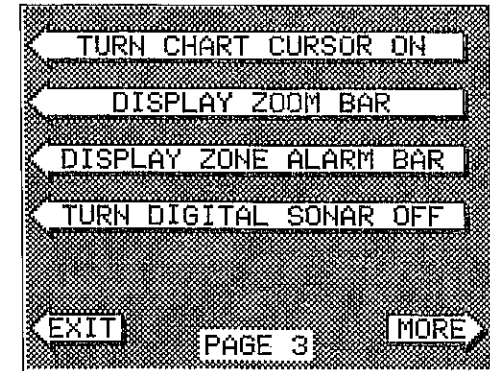 TURN CHART CURSOR ON
DISPLAY ZOOM BAR
DISPLAY ZONE ALARM BAR
TURN DIGITAL SONAR OFF
EXIT
PAGE 3
MORE